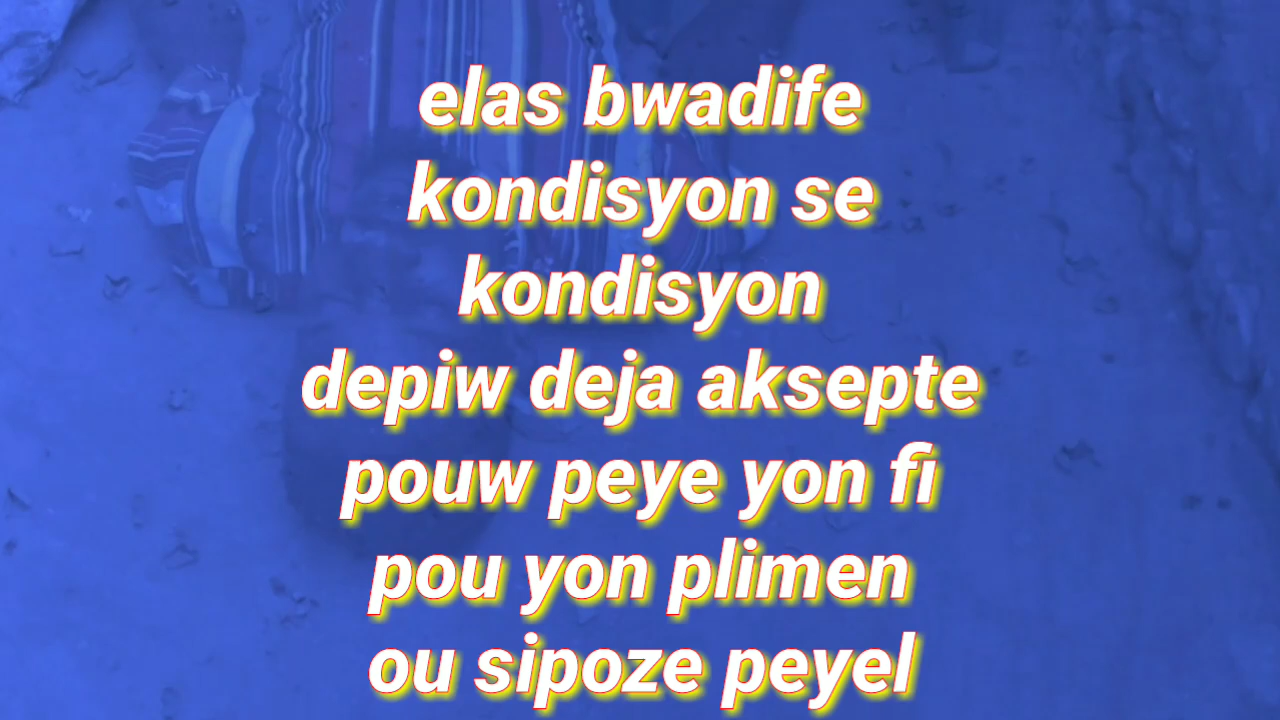 elas bwadife
kondisyon se
kondisyon
depiw deja aksepte
pouw peye yon fi
pou yon plimen
ou sipoze peyel